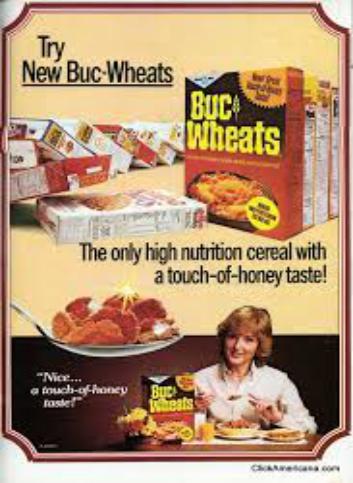 Try
New Buc-Wheats
Buc
Wheats
The only high nutrition cereal with
a touch-of-honey taste!
"Nice...
a touch-of-honey
taste!"
Buc
Wheats
ClickAmericana.com